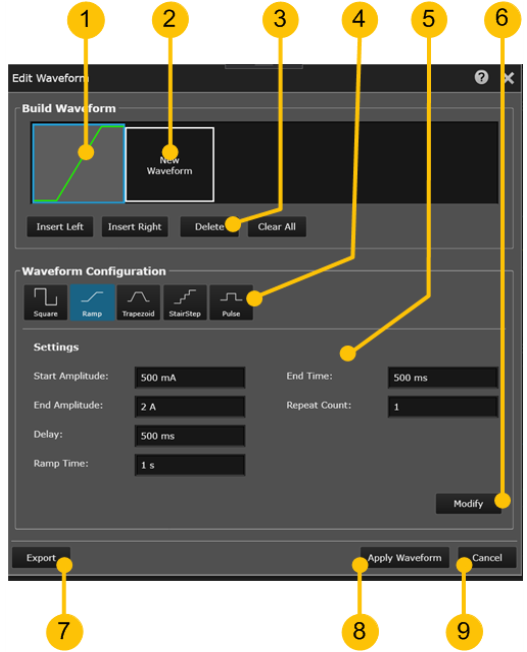 1 2 3 4 5 6
Edit Waveform
Build Waveform
New
Waveform
Insert Left Insert Right Delete Clear All
Waveform Configuration
Square Ramp Trapezoid StairStep Pulse
Settings
Start Amplitude: 500 mA End Time: 500 ms
End Amplitude: 2 A Repeat Count: 1
Delay: 500 ms
Ramp Time: 1 s
Modify
Export Apply Waveform Cancel
7 8 9